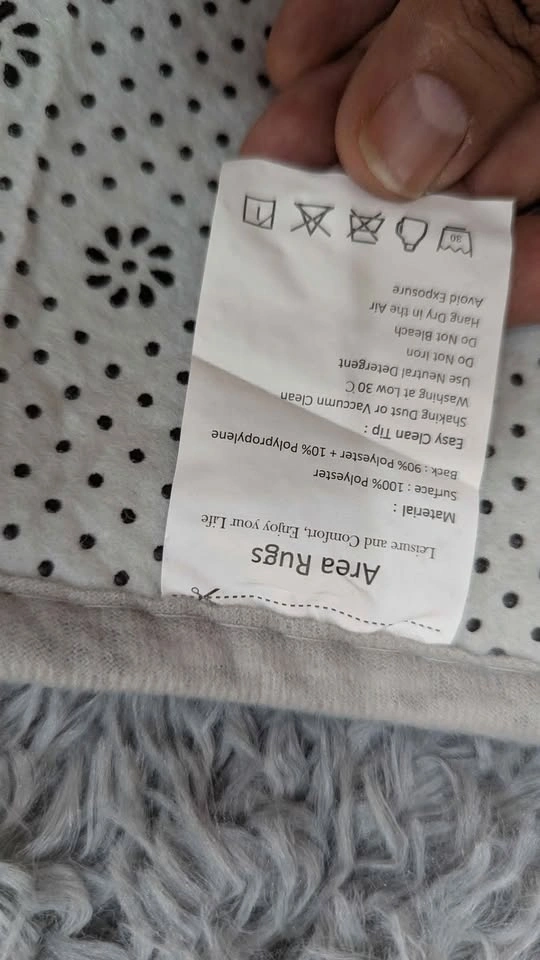 Area Rugs
Leisure and Comfort, Enjoy your Life
Material :
Surface : 100% Polyester
Back : 90% Polyester + 10% Polypropylene
Easy Clean Tip :
Shaking Dust or Vaccumn Clean
Washing at Low 30℃
Use Neutral Detergent
Do Not Iron
Do Not Bleach
Hang Dry in the Air
Avoid Exposure
30